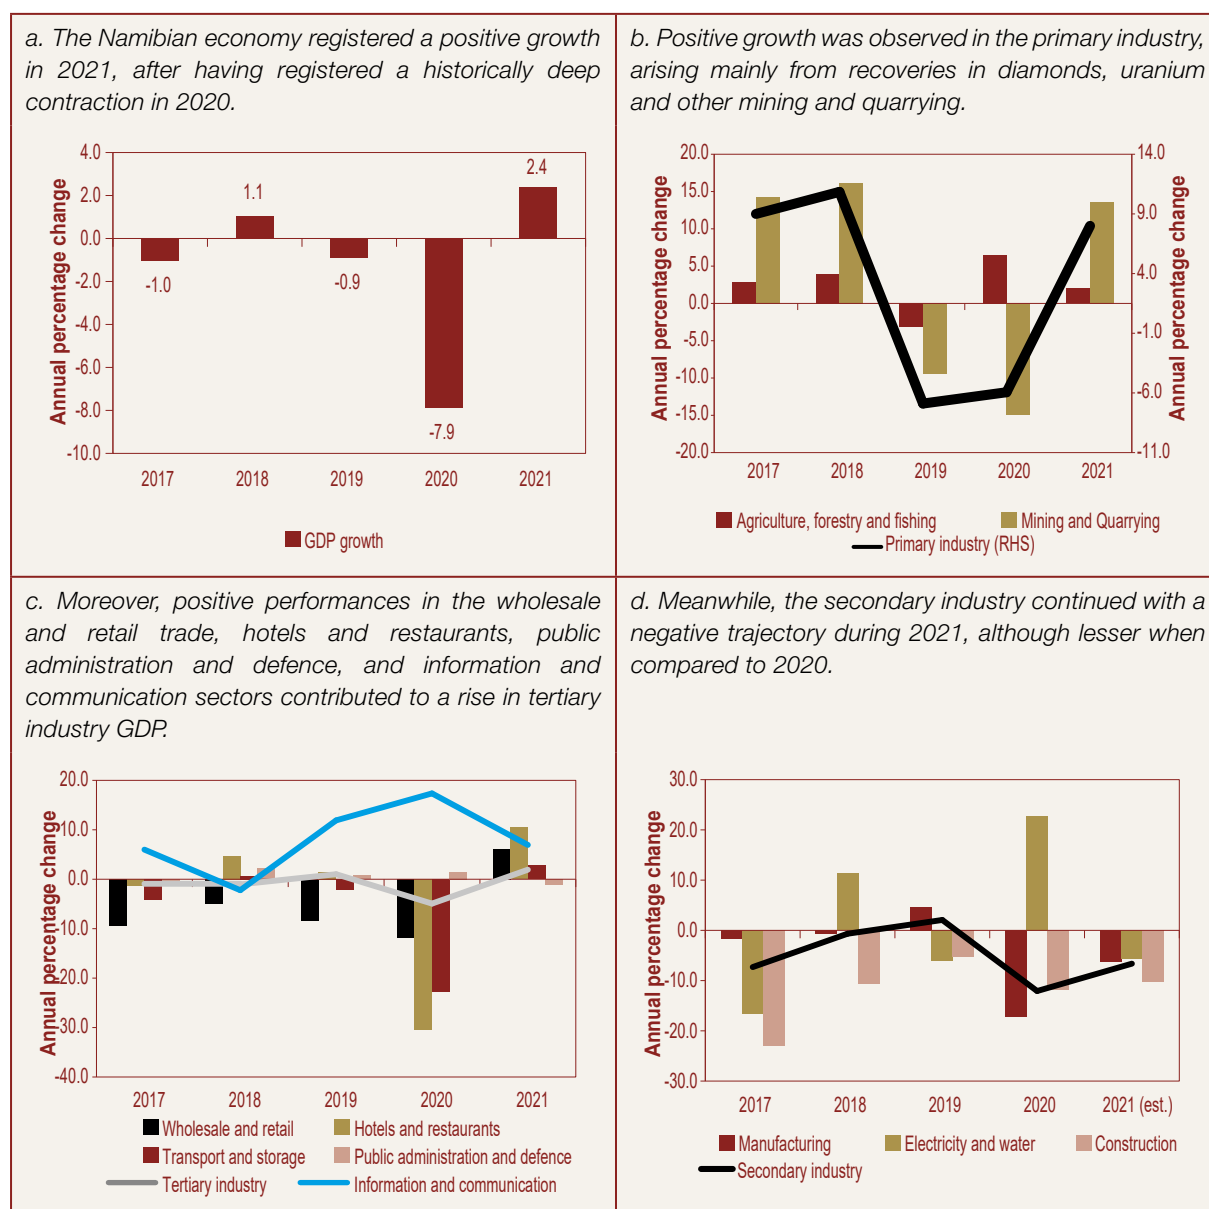 a. The Namibian economy registered a positive growth
in 2021, after having registered a historically deep
contraction in 2020.
Annual percentage change
4.0
2.0
0.0
-2.0
-4.0
-6.0
-8.0
-10.0
-1.0
1.1
-0.9
-7.9
2.4
2017 2018 2019 2020 2021
GDP growth
b. Positive growth was observed in the primary industry,
arising mainly from recoveries in diamonds, uranium
and other mining and quarrying.
Annual percentage change
20.0
15.0
10.0
5.0
0.0
-5.0
-10.0
-15.0
-20.0
14.0
9.0
4.0
-1.0
-6.0
-11.0
Annual percentage change
2017 2018 2019 2020 2021
Agriculture, forestry and fishing Mining and Quarrying
Primary industry (RHS)
c. Moreover, positive performances in the wholesale
and retail trade, hotels and restaurants, public
administration and defence, and information and
communication sectors contributed to a rise in tertiary
industry GDP.
Annual percentage change
20.0
10.0
0.0
-10.0
-20.0
-30.0
-40.0
2017 2018 2019 2020 2021
Wholesale and retail Hotels and restaurants
Transport and storage Public administration and defence
Tertiary industry Information and communication
d. Meanwhile, the secondary industry continued with a
negative trajectory during 2021, although lesser when
compared to 2020.
Annual percentage change
30.0
20.0
10.0
0.0
-10.0
-20.0
-30.0
2017 2018 2019 2020 2021 (est.)
Manufacturing Electricity and water Construction
Secondary industry